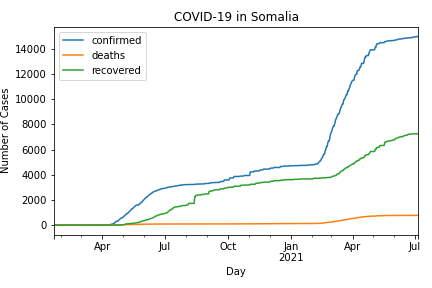 COVID-19 in Somalia
confirmed
deaths
recovered
Number of Cases
14000
12000
10000
8000
6000
4000
2000
0
Apr
Jul
Oct
Jan
2021
Apr
Jul
Day